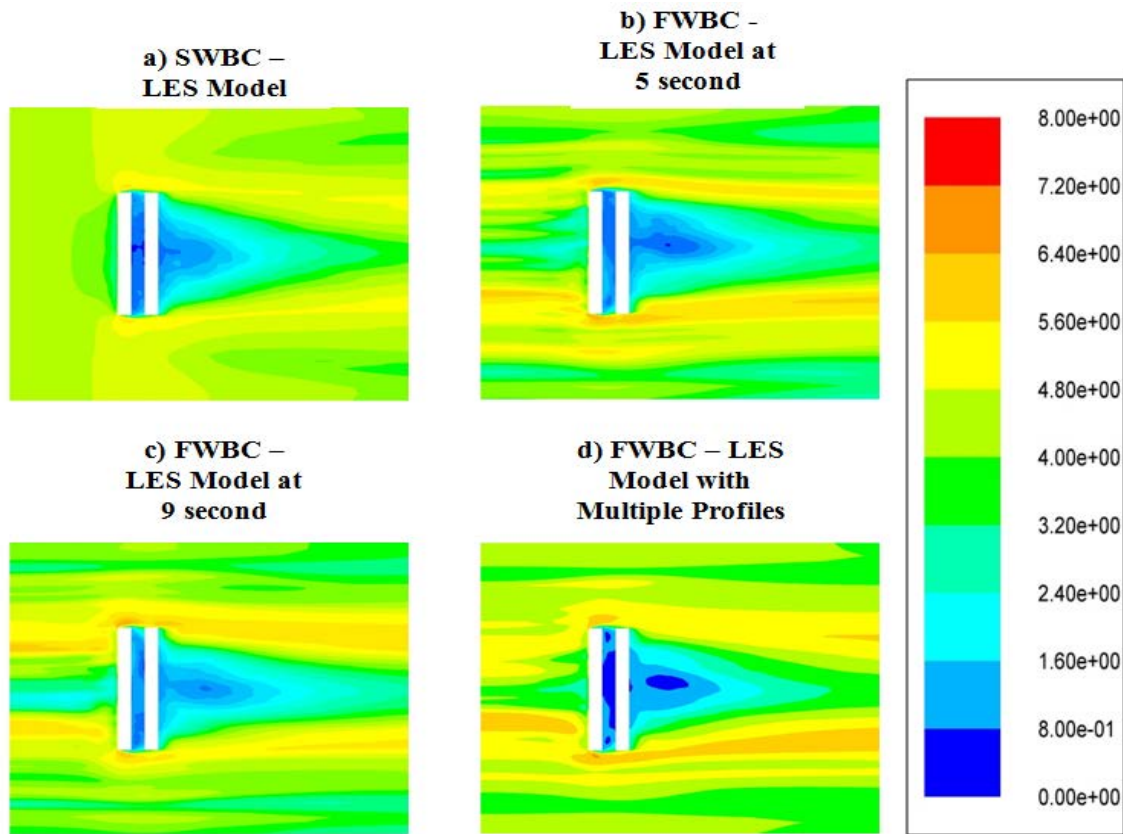 a) SWBC –
LES Model
b) FWBC -
LES Model at
5 second
c) FWBC –
LES Model at
9 second
d) FWBC – LES
Model with
Multiple Profiles
8.00e+00
7.20e+00
6.40e+00
5.60e+00
4.80e+00
4.00e+00
3.20e+00
2.40e+00
1.60e+00
8.00e-01
0.00e+00